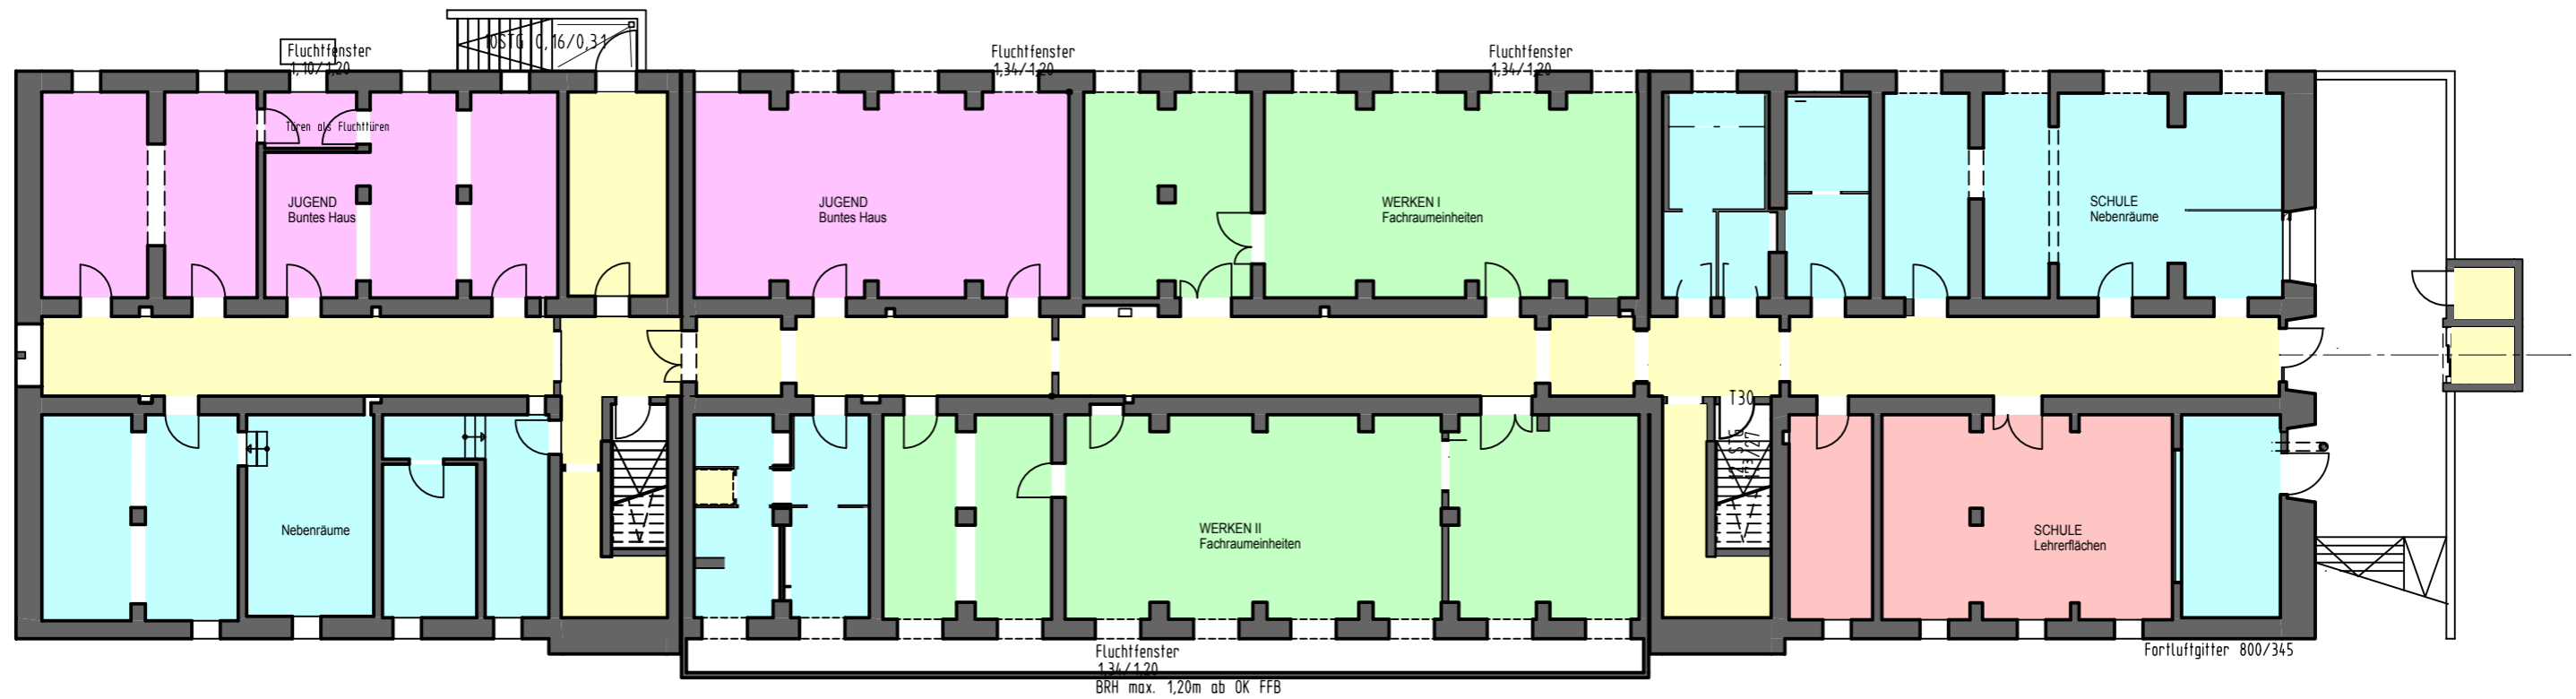 Fluchtfenster
1,10/1,20
10STG 0,16/0,31
Fluchtfenster
1,34/1,20
Fluchtfenster
1,34/1,20
Türen als Fluchttüren
JUGEND
Buntes Haus
JUGEND
Buntes Haus
WERKEN I
Fachraumeinheiten
SCHULE
Nebenräume
T30
Nebenräume
WERKEN II
Fachraumeinheiten
SCHULE
Lehrerflächen
Fluchtfenster
1,34/1,20
BRH max. 1,20m ab OK FFB
Fortluftgitter 800/345